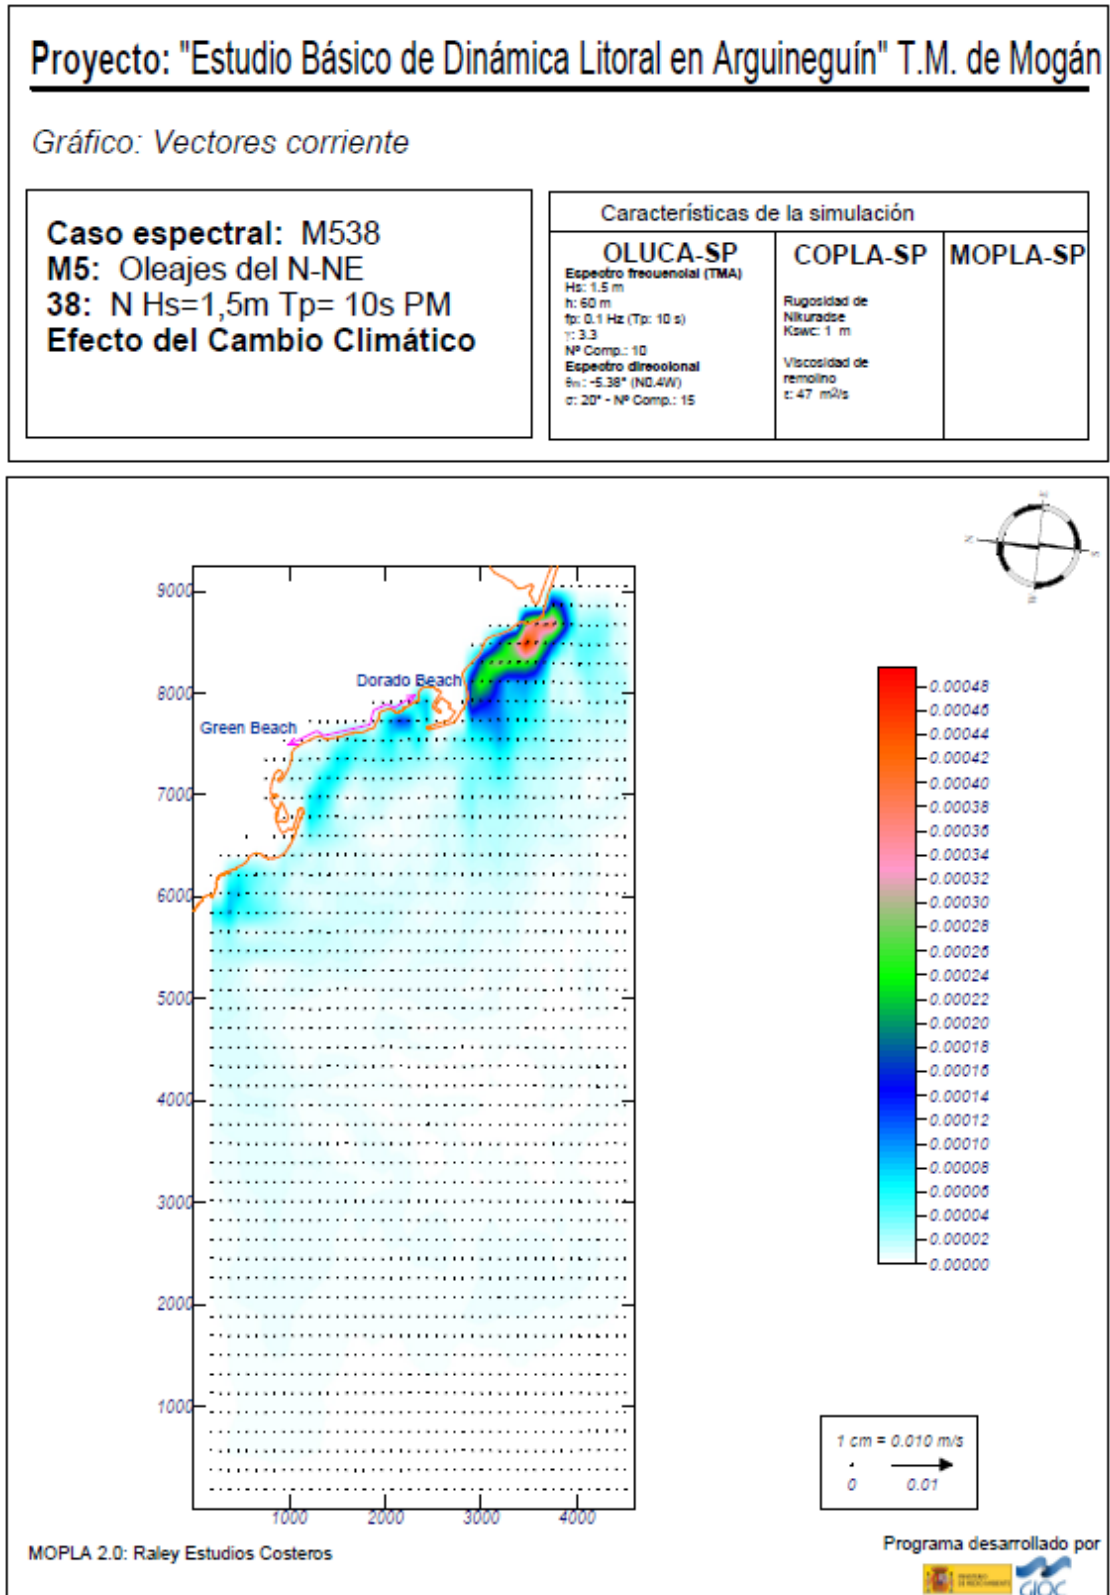 Proyecto: "Estudio Básico de Dinámica Litoral en Arguineguín" T.M. de Mogán
Gráfico: Vectores corriente
Caso espectral: M538
M5: Oleajes del N-NE
38: N Hs=1,5m Tp= 10s PM
Efecto del Cambio Climático
Características de la simulación
OLUCA-SP
Espectro frecuencial (TMA)
Hs: 1.5 m
h: 60 m
fp: 0.1 Hz (Tp: 10 s)
γ: 3.3
Nº Comp.: 10
Espectro direccional
θm: -5.38° (N0.4W)
σ: 20° - Nº Comp.: 15
COPLA-SP
Rugosidad de
Nikuradse
Kswc: 1 m
Viscosidad de
remolino
ε: 47 m2/s
MOPLA-SP
E
N
S
W
9000
8000
7000
6000
5000
4000
3000
2000
1000
Dorado Beach
Green Beach
1000
2000
3000
4000
0.00048
0.00046
0.00044
0.00042
0.00040
0.00038
0.00036
0.00034
0.00032
0.00030
0.00028
0.00026
0.00024
0.00022
0.00020
0.00018
0.00016
0.00014
0.00012
0.00010
0.00008
0.00006
0.00004
0.00002
0.00000
1 cm = 0.010 m/s
0
0.01
MOPLA 2.0: Raley Estudios Costeros
Programa desarrollado por
GIOC